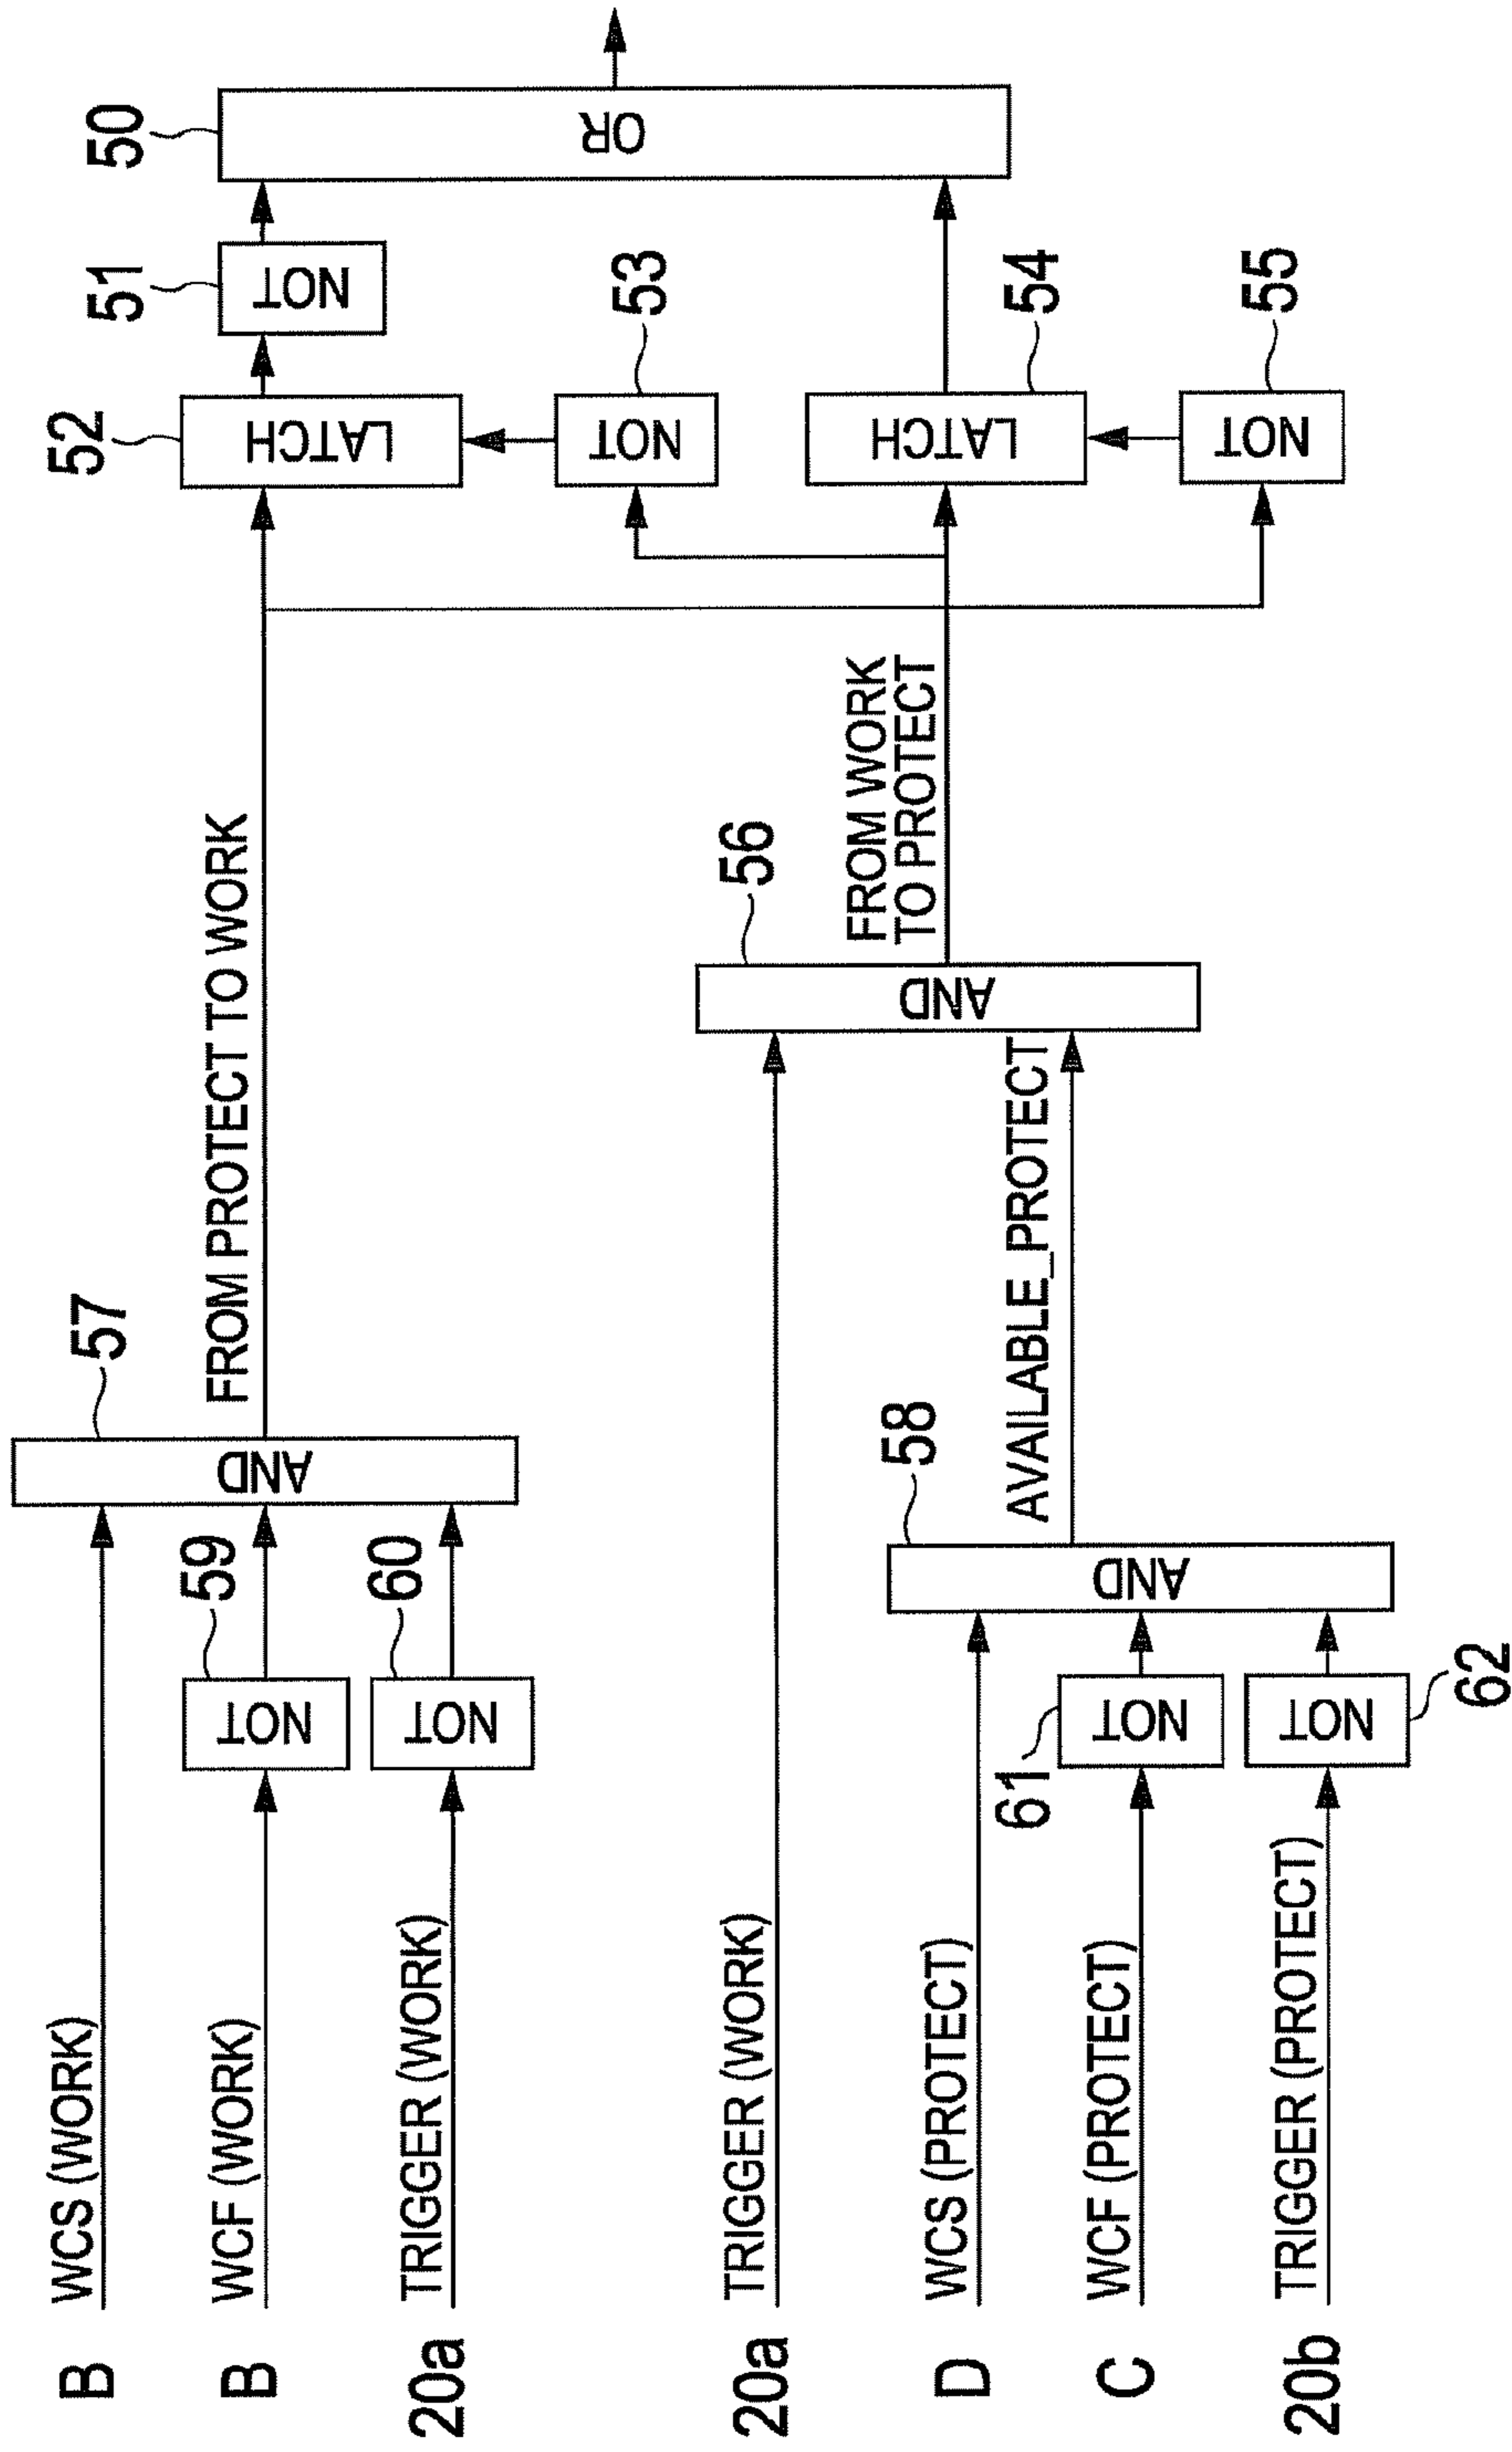 B
WCS (WORK)
B
WCF (WORK)
20a
TRIGGER (WORK)
59
NOT
60
NOT
57
AND
FROM PROTECT TO WORK
52
LATCH
51
NOT
53
NOT
50
OR
20a
TRIGGER (WORK)
D
WCS (PROTECT)
C
WCF (PROTECT)
20b
TRIGGER (PROTECT)
61
NOT
62
NOT
58
AND
AVAILABLE_PROTECT
56
AND
FROM WORK
TO PROTECT
54
LATCH
55
NOT